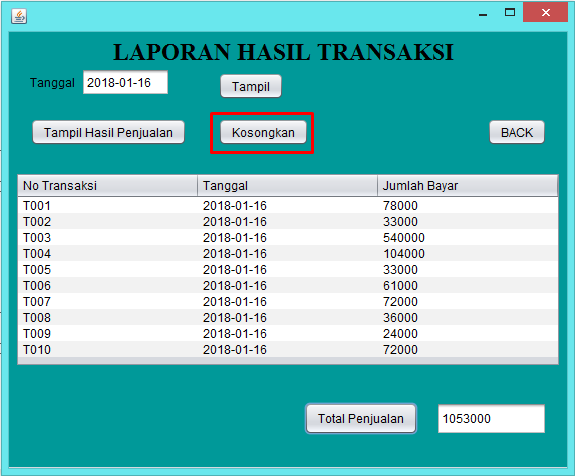 LAPORAN HASIL TRANSAKSI
Tanggal 2018-01-16 Tampil
Tampil Hasil Penjualan Kosongkan BACK
No Transaksi Tanggal Jumlah Bayar
T001 2018-01-16 78000
T002 2018-01-16 33000
T003 2018-01-16 540000
T004 2018-01-16 104000
T005 2018-01-16 33000
T006 2018-01-16 61000
T007 2018-01-16 72000
T008 2018-01-16 36000
T009 2018-01-16 24000
T010 2018-01-16 72000
Total Penjualan 1053000